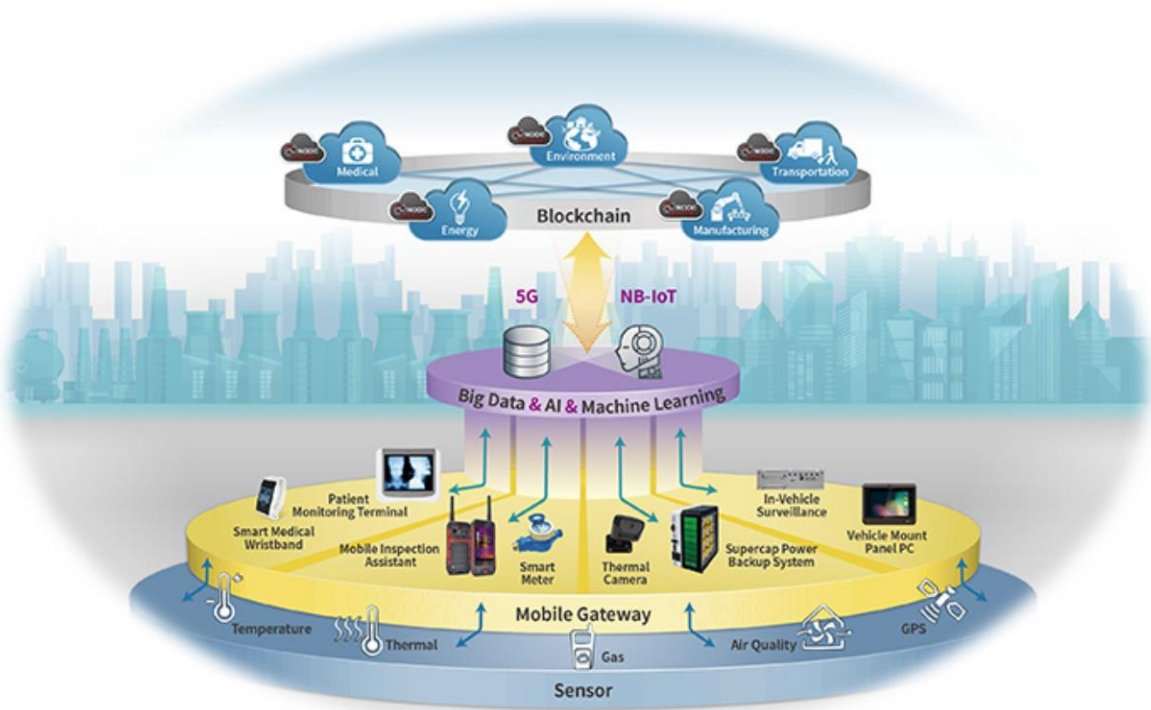 Medical
Environment
Transportation
Energy
Manufacturing
Blockchain
5G
NB-IoT
Big Data & AI & Machine Learning
Patient
Monitoring Terminal
Smart Medical
Wristband
Mobile Inspection
Assistant
Smart
Meter
Thermal
Camera
Supercap Power
Backup System
In-Vehicle
Surveillance
Vehicle Mount
Panel PC
Mobile Gateway
Temperature
Thermal
Gas
Air Quality
GPS
Sensor